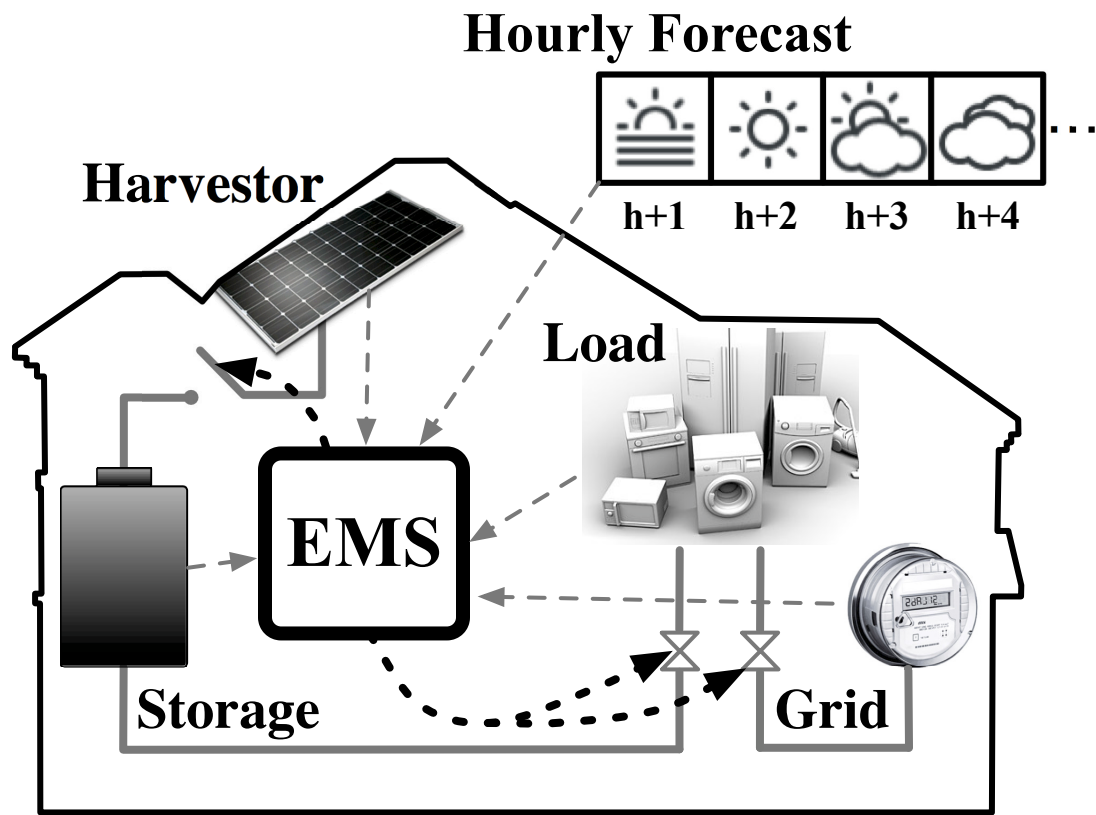 Hourly Forecast
...
h+1 h+2 h+3 h+4
Harvestor
Load
EMS
Storage
Grid